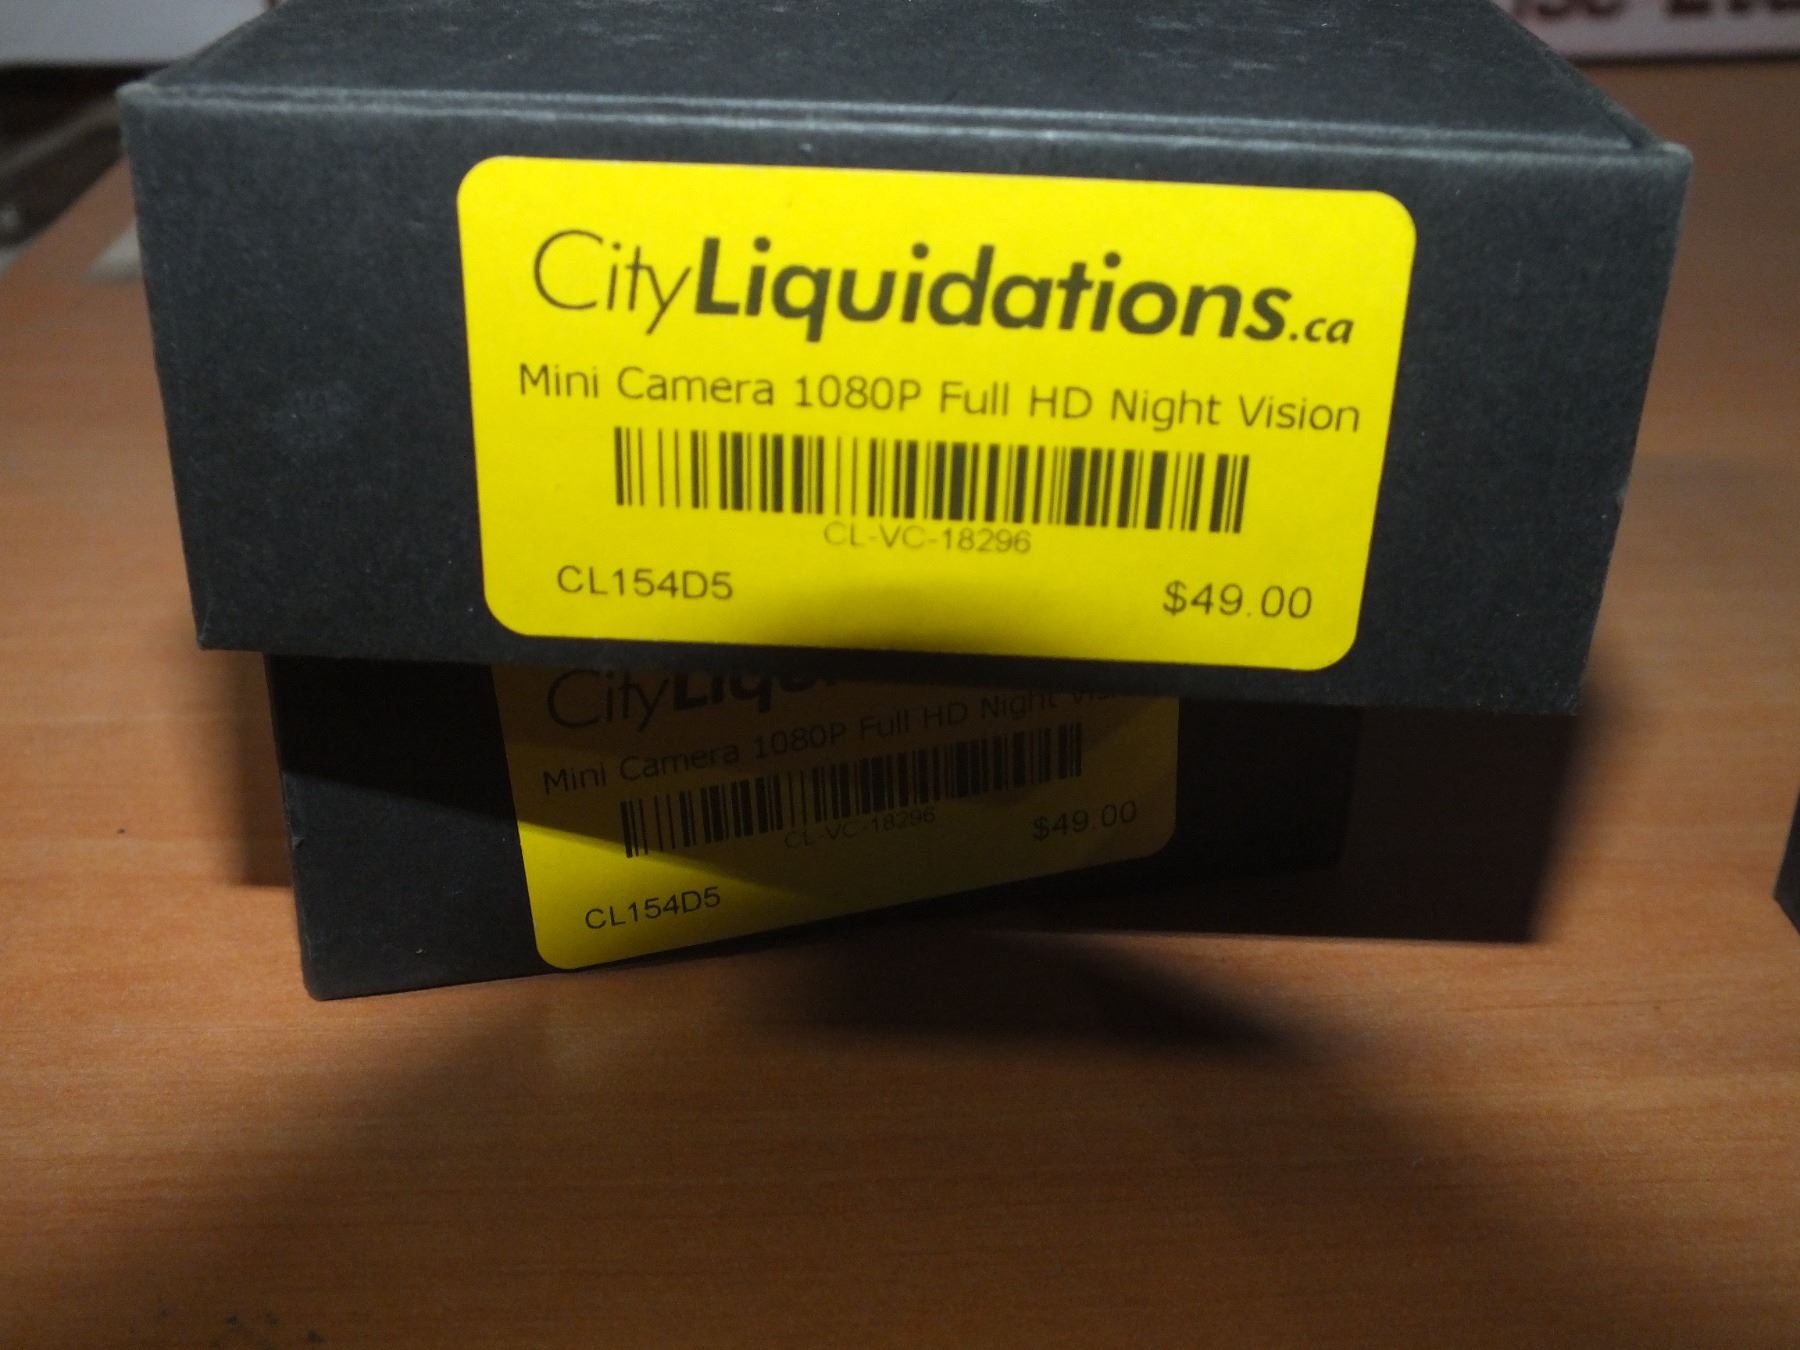 CityLiquidations.ca
Mini Camera 1080P Full HD Night Vision
CL-VC-18296
CL154D5 $49.00
City
Mini Camera 1080P Full HD Night Vision
CL-VC-18296
$49.00
CL154D5